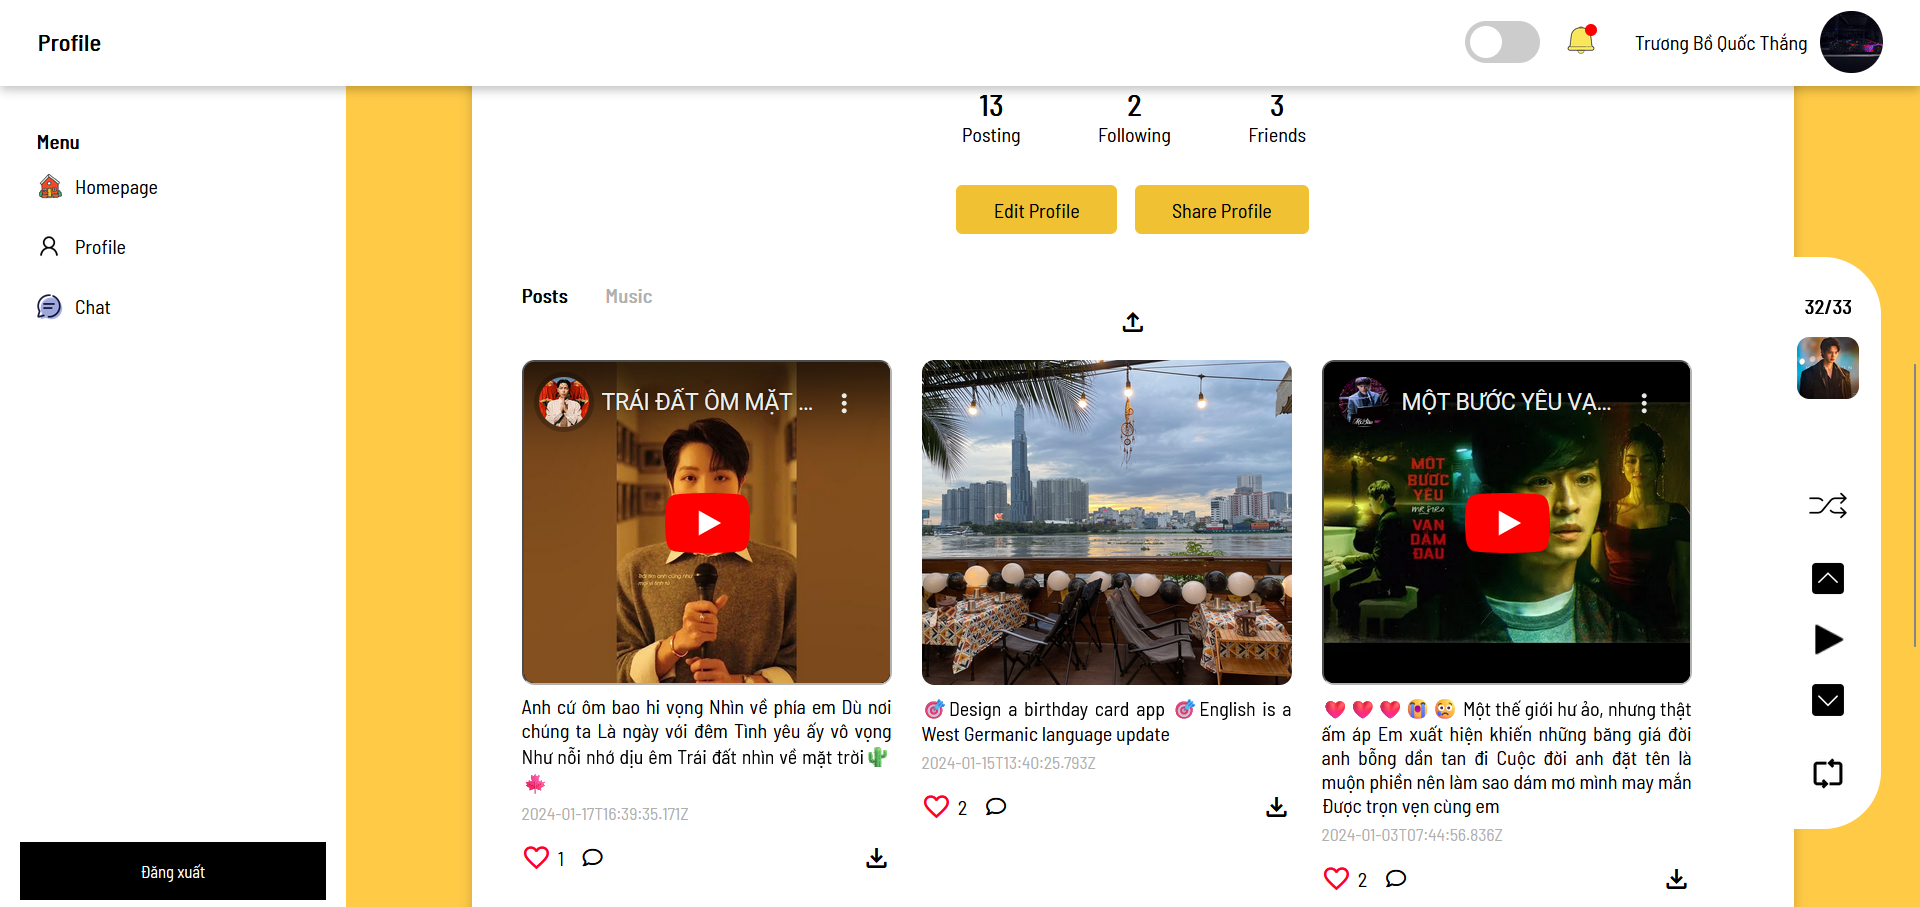 Profile
Trương Bồ Quốc Thắng
Menu
Homepage
Profile
Chat
Đăng xuất
13
Posting
2
Following
3
Friends
Edit Profile
Share Profile
Posts
Music
TRÁI ĐẤT ÔM MẶT ...
Anh cứ ôm bao hi vọng Nhìn về phía em Dù nơi
chúng ta Là ngày với đêm Tình yêu ấy vô vọng
Như nỗi nhớ dịu êm Trái đất nhìn về mặt trời🌵
🍁
2024-01-17T16:39:35.171Z
1
🎯Design a birthday card app 🎯English is a
West Germanic language update
2024-01-15T13:40:25.793Z
2
MỘT BƯỚC YÊU VẠ...
MỘT
BƯỚC
YÊU
MR SIRO
VẠN
DẶM
ĐAU
❤️❤️❤️😭😢 Một thế giới hư ảo, nhưng thật
ấm áp Em xuất hiện khiến những băng giá đời
anh bỗng dần tan đi Cuộc đời anh đặt tên là
muộn phiền nên làm sao dám mơ mình may mắn
Được trọn vẹn cùng em
2024-01-03T07:44:56.836Z
2
32/33